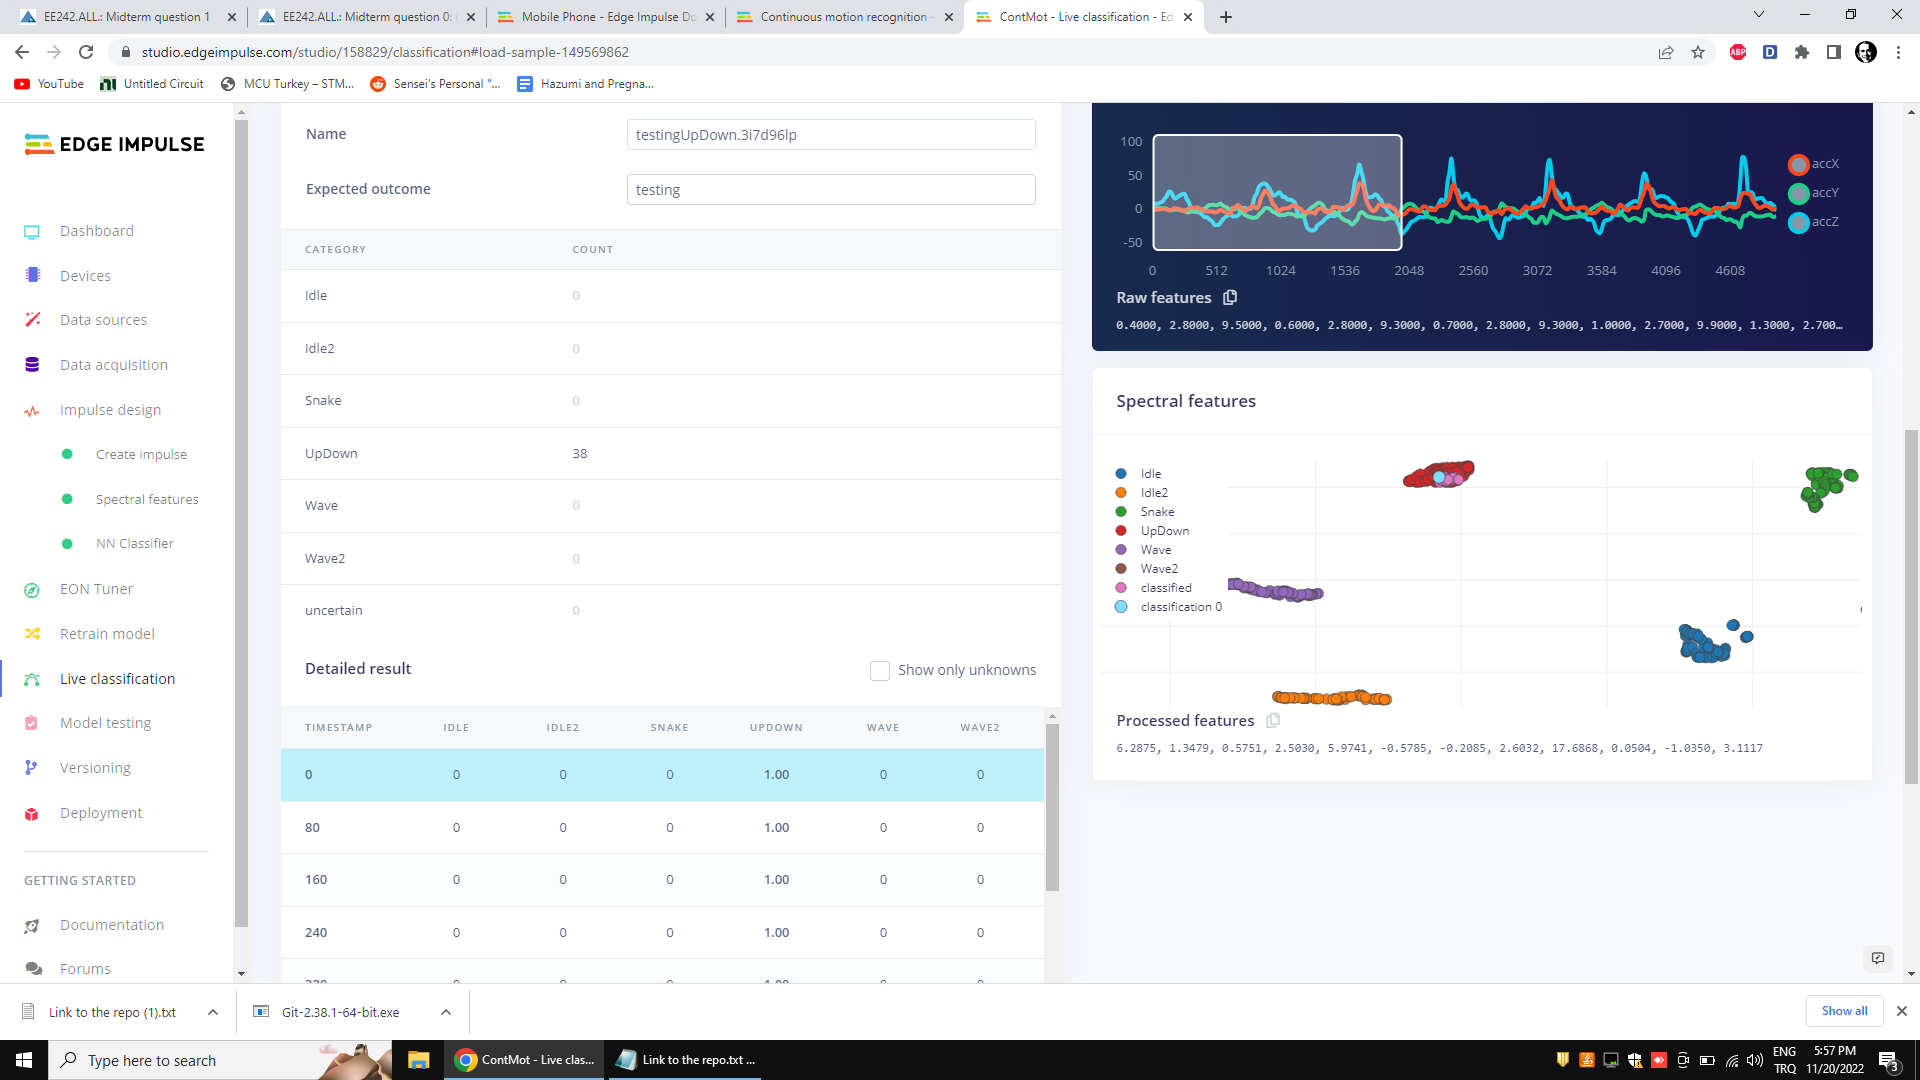 EE242.ALL.: Midterm question 1
EE242.ALL.: Midterm question 0:
Mobile Phone - Edge Impulse Do
Continuous motion recognition -
ContMot - Live classification - Ed
studio.edgeimpulse.com/studio/158829/classification#load-sample-149569862
ABP
D
YouTube
Untitled Circuit
MCU Turkey – STM...
Sensei's Personal "...
Hazumi and Pregna...
EDGE IMPULSE
Dashboard
Devices
Data sources
Data acquisition
Impulse design
Create impulse
Spectral features
NN Classifier
EON Tuner
Retrain model
Live classification
Model testing
Versioning
Deployment
GETTING STARTED
Documentation
Forums
Name
testingUpDown.3i7d96lp
Expected outcome
testing
CATEGORY COUNT
Idle 0
Idle2 0
Snake 0
UpDown 38
Wave 0
Wave2 0
uncertain 0
Detailed result
Show only unknowns
TIMESTAMP IDLE IDLE2 SNAKE UPDOWN WAVE WAVE2
0 0 0 0 1.00 0 0
80 0 0 0 1.00 0 0
160 0 0 0 1.00 0 0
240 0 0 0 1.00 0 0
320 0 0 0 1.00 0 0
100
50
0
-50
0 512 1024 1536 2048 2560 3072 3584 4096 4608
accX
accY
accZ
Raw features
0.4000, 2.8000, 9.5000, 0.6000, 2.8000, 9.3000, 0.7000, 2.8000, 9.3000, 1.0000, 2.7000, 9.9000, 1.3000, 2.700…
Spectral features
Idle
Idle2
Snake
UpDown
Wave
Wave2
classified
classification 0
Processed features
6.2875, 1.3479, 0.5751, 2.5030, 5.9741, -0.5785, -0.2085, 2.6032, 17.6868, 0.0504, -1.0350, 3.1117
Link to the repo (1).txt
Git-2.38.1-64-bit.exe
Show all
Type here to search
ContMot - Live clas...
Link to the repo.txt ...
ENG
TRQ
5:57 PM
11/20/2022
3